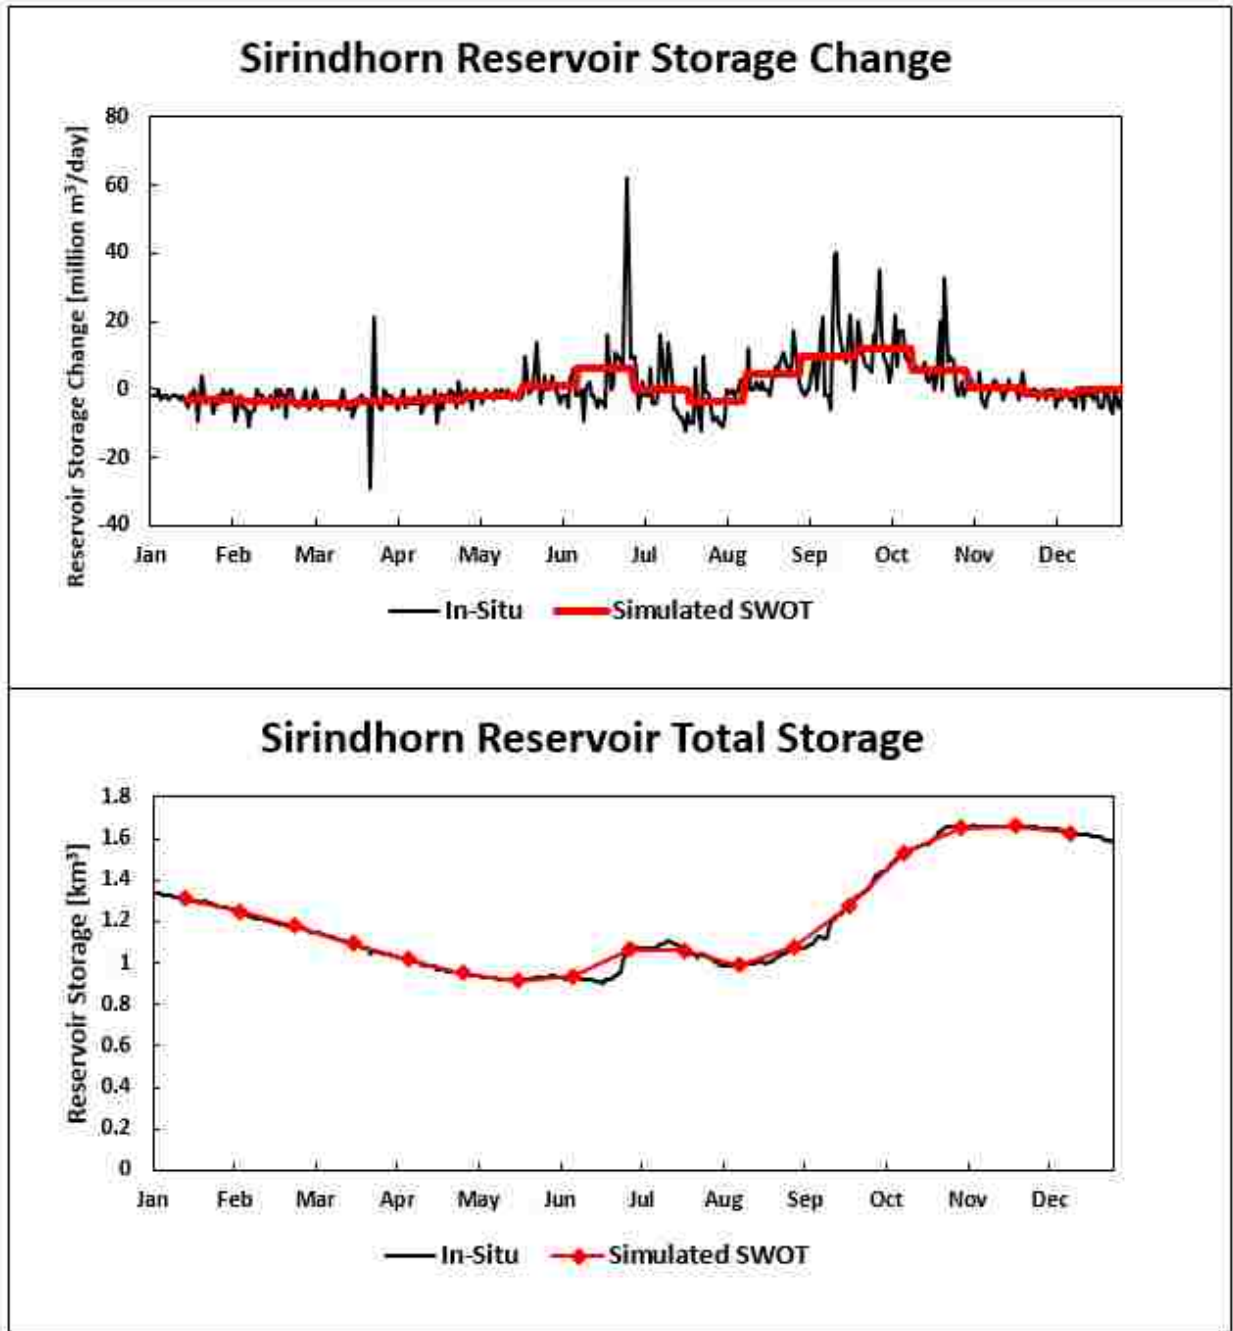 Sirindhorn Reservoir Storage Change
Reservoir Storage Change [million m³/day]
80
60
40
20
0
-20
-40
Jan Feb Mar Apr May Jun Jul Aug Sep Oct Nov Dec
In-Situ Simulated SWOT
Sirindhorn Reservoir Total Storage
Reservoir Storage [km³]
1.8
1.6
1.4
1.2
1
0.8
0.6
0.4
0.2
0
Jan Feb Mar Apr May Jun Jul Aug Sep Oct Nov Dec
In-Situ Simulated SWOT